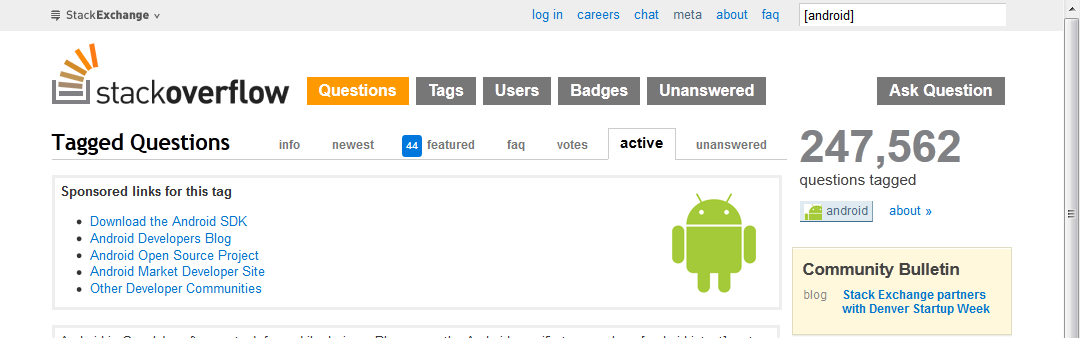 StackExchange
log in careers chat meta about faq
[android]
stackoverflow
Questions Tags Users Badges Unanswered
Ask Question
Tagged Questions
info newest 44 featured faq votes active unanswered
247,562
questions tagged
android about »
Sponsored links for this tag
Download the Android SDK
Android Developers Blog
Android Open Source Project
Android Market Developer Site
Other Developer Communities
Community Bulletin
blog Stack Exchange partners
with Denver Startup Week